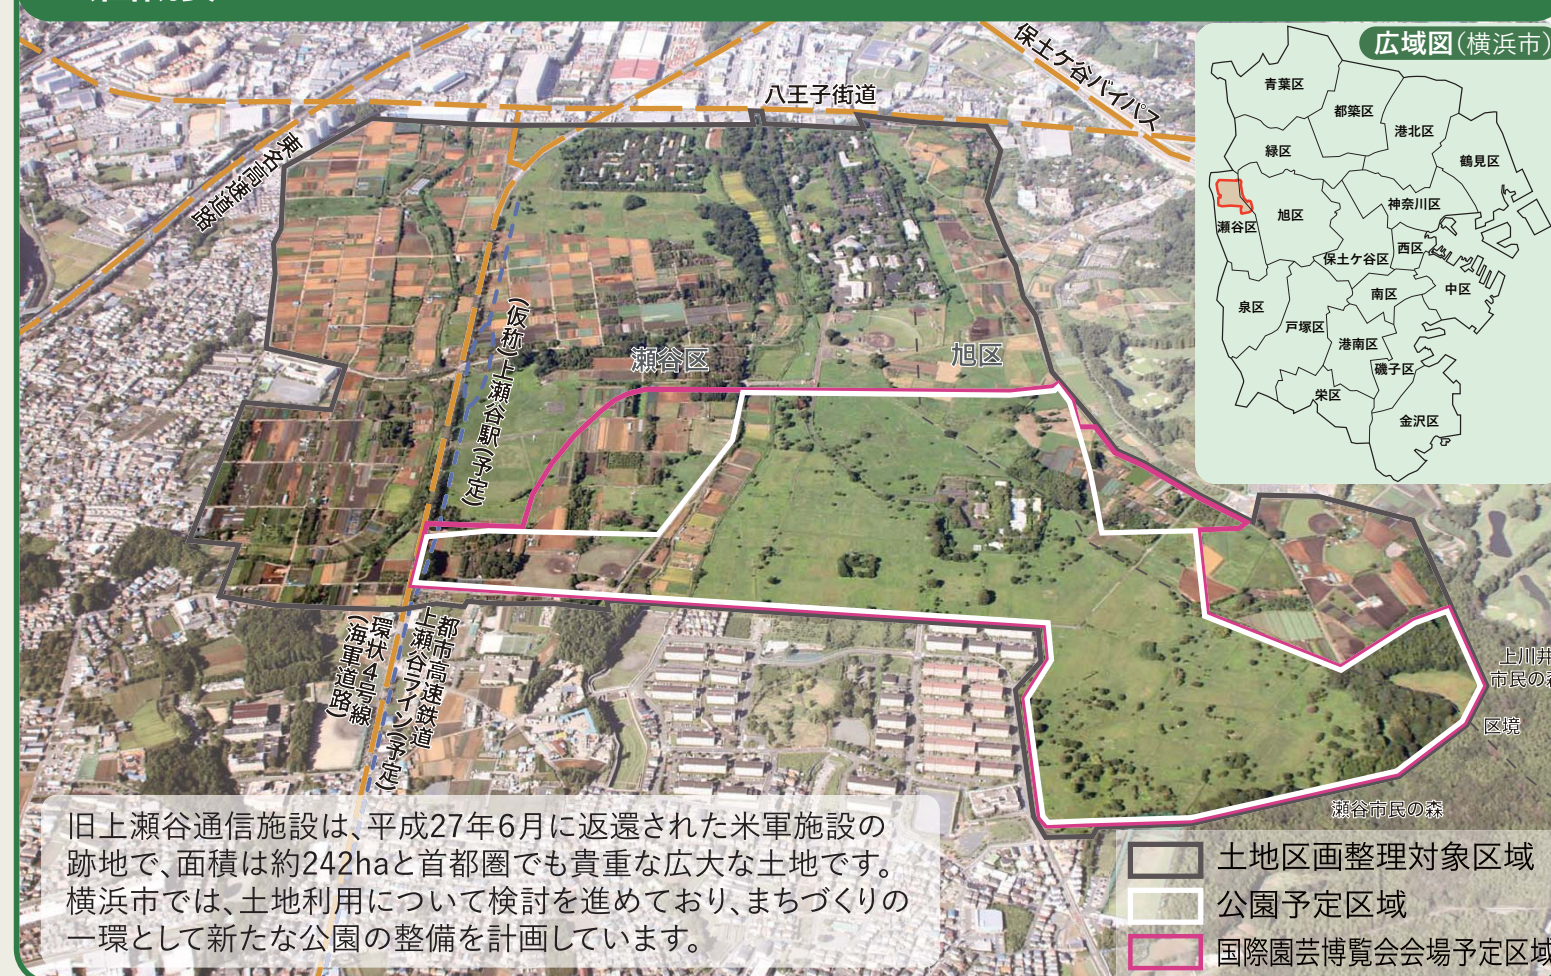 広域図(横浜市)
青葉区
都築区
港北区
緑区
鶴見区
神奈川区
旭区
瀬谷区
西区
保土ケ谷区
中区
南区
泉区
戸塚区
港南区
磯子区
栄区
金沢区
保土ケ谷バイパス
八王子街道
東名高速道路
(仮称)上瀬谷駅(予定)
瀬谷区
旭区
都市高速鉄道
上瀬谷ライン(予定)
環状4号線
(海軍道路)
上川井
市民の森
区境
瀬谷市民の森
旧上瀬谷通信施設は、平成27年6月に返還された米軍施設の
跡地で、面積は約242haと首都圏でも貴重な広大な土地です。
横浜市では、土地利用について検討を進めており、まちづくりの
一環として新たな公園の整備を計画しています。
土地区画整理対象区域
公園予定区域
国際園芸博覧会会場予定区域